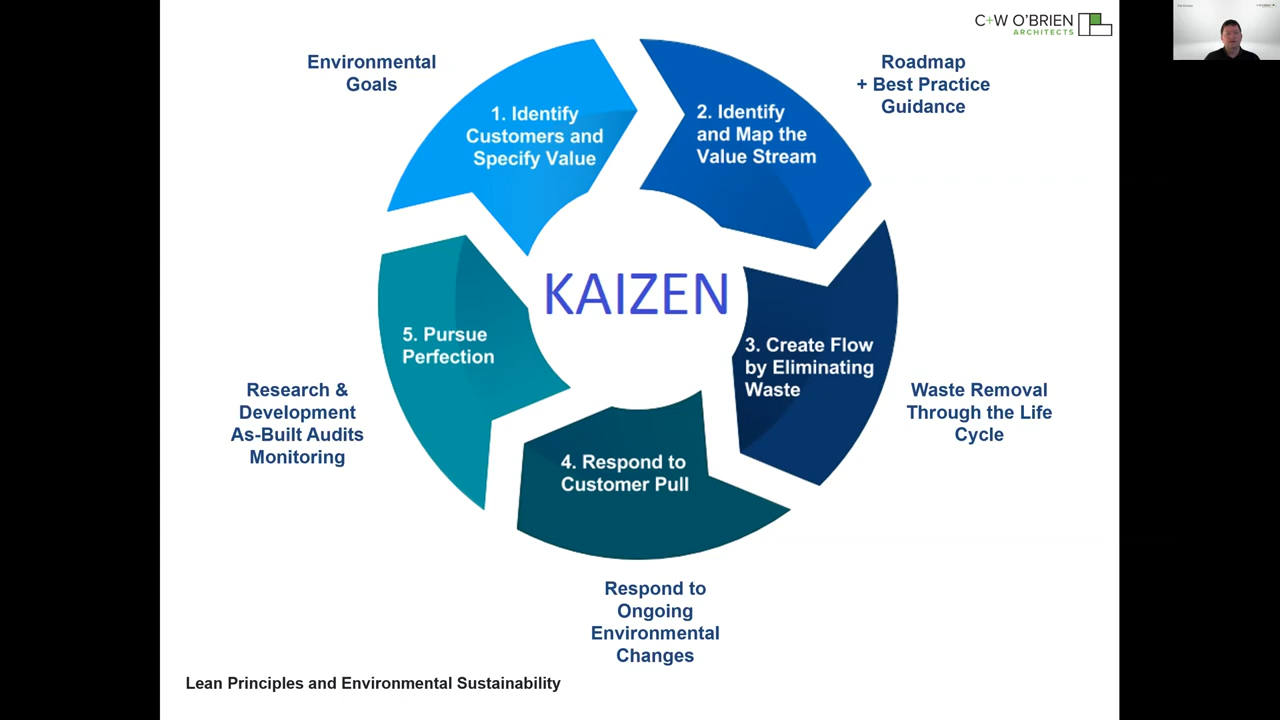 C+W O'BRIEN
ARCHITECTS
Environmental
Goals
Roadmap
+ Best Practice
Guidance
1. Identify
Customers and
Specify Value
2. Identify
and Map the
Value Stream
KAIZEN
5. Pursue
Perfection
3. Create Flow
by Eliminating
Waste
Research &
Development
As-Built Audits
Monitoring
Waste Removal
Through the Life
Cycle
4. Respond to
Customer Pull
Respond to
Ongoing
Environmental
Changes
Lean Principles and Environmental Sustainability